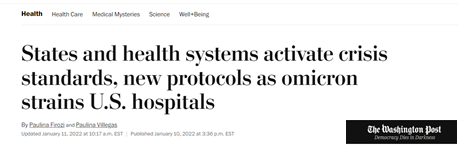 Health Health Care Medical Mysteries Science Well+Being
States and health systems activate crisis
standards, new protocols as omicron
strains U.S. hospitals
By Paulina Firozi and Paulina Villegas
Updated January 11, 2022 at 10:17 a.m. EST | Published January 10, 2022 at 3:36 p.m. EST
The Washington Post
Democracy Dies in Darkness